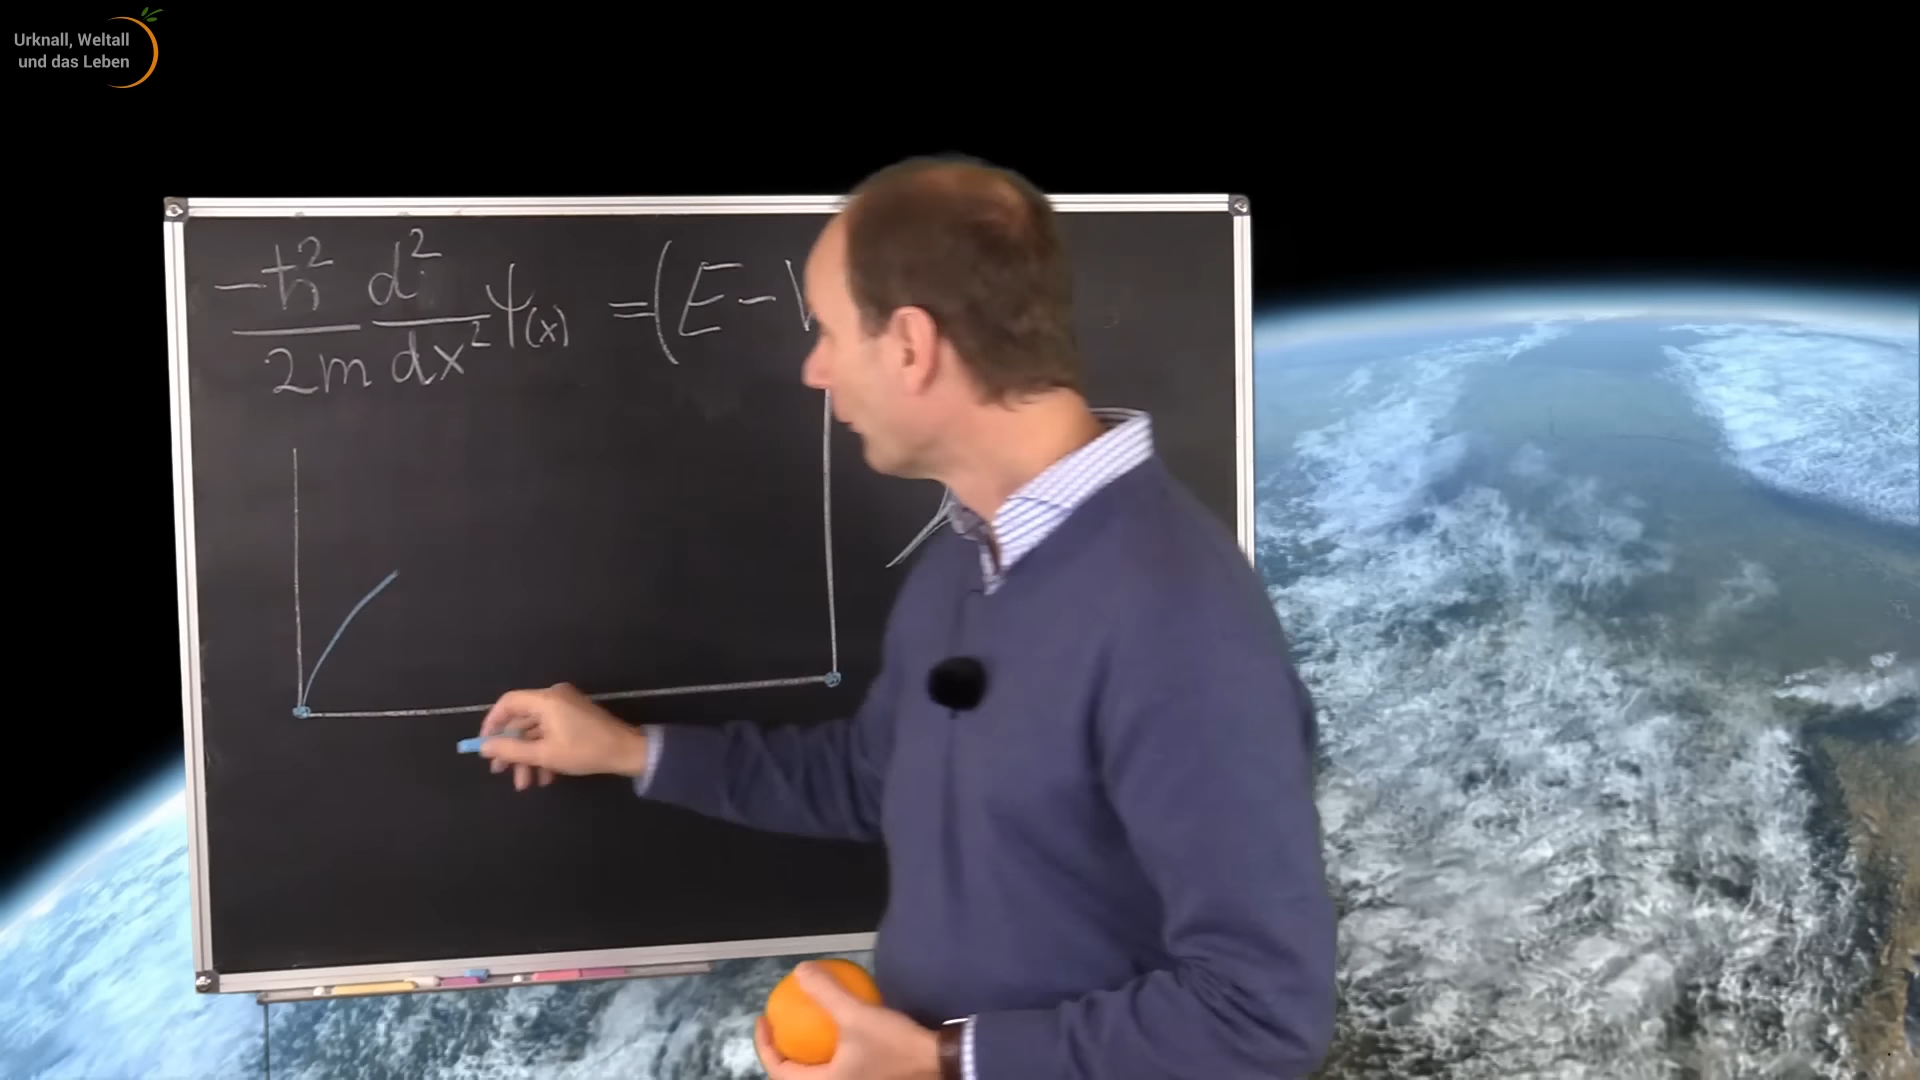 Urknall, Weltall
und das Leben
-ħ² d² ψ(x) = (E -
2m dx²